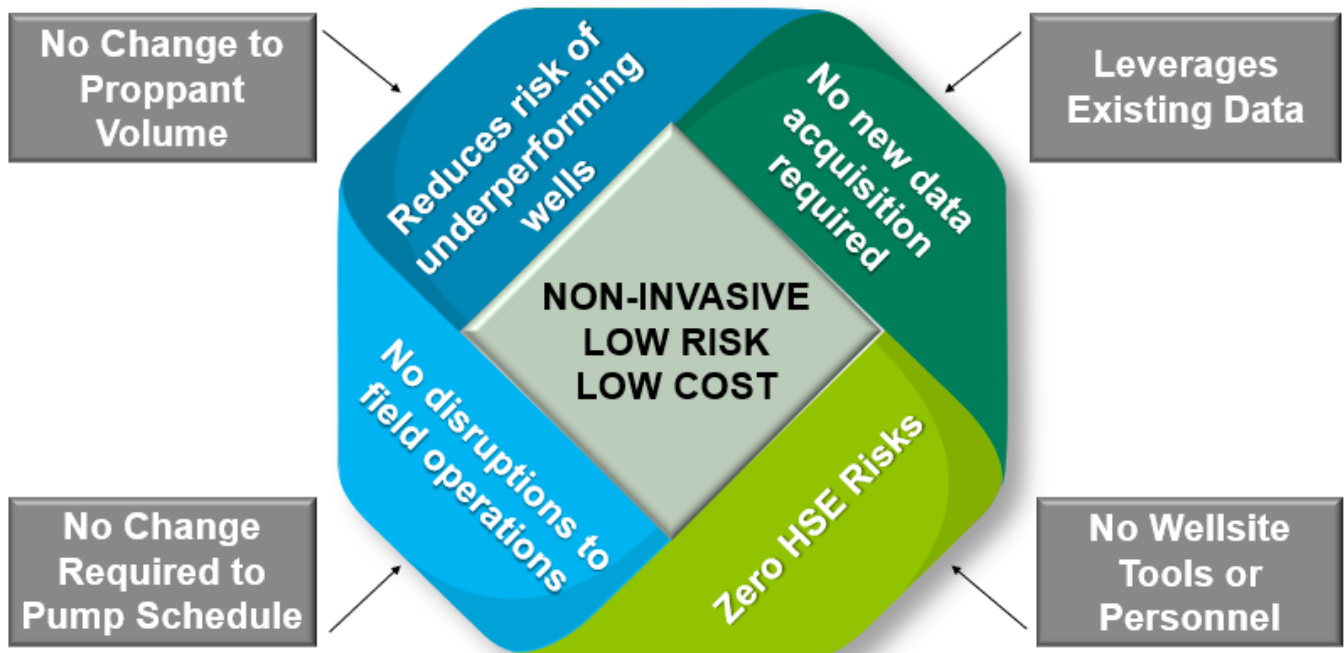 No Change to
Proppant
Volume
Reduces risk of
underperforming
wells
No new data
acquisition
required
Leverages
Existing Data
NON-INVASIVE
LOW RISK
LOW COST
No Change
Required to
Pump Schedule
No disruptions to
field operations
Zero HSE Risks
No Wellsite
Tools or
Personnel